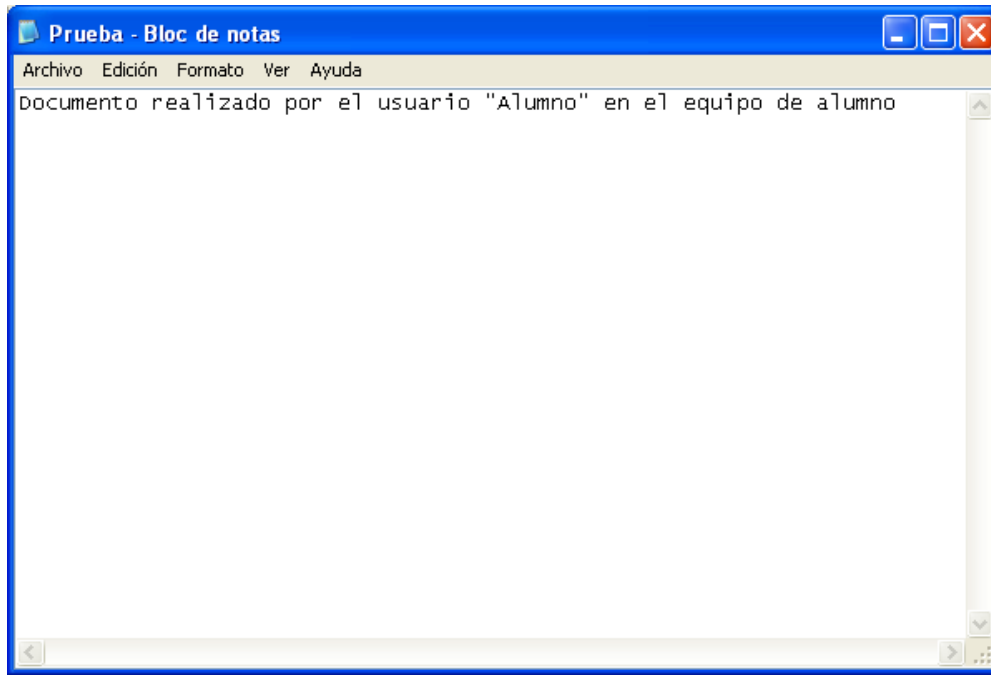 Prueba - Bloc de notas
Archivo Edición Formato Ver Ayuda
Documento realizado por el usuario "Alumno" en el equipo de alumno